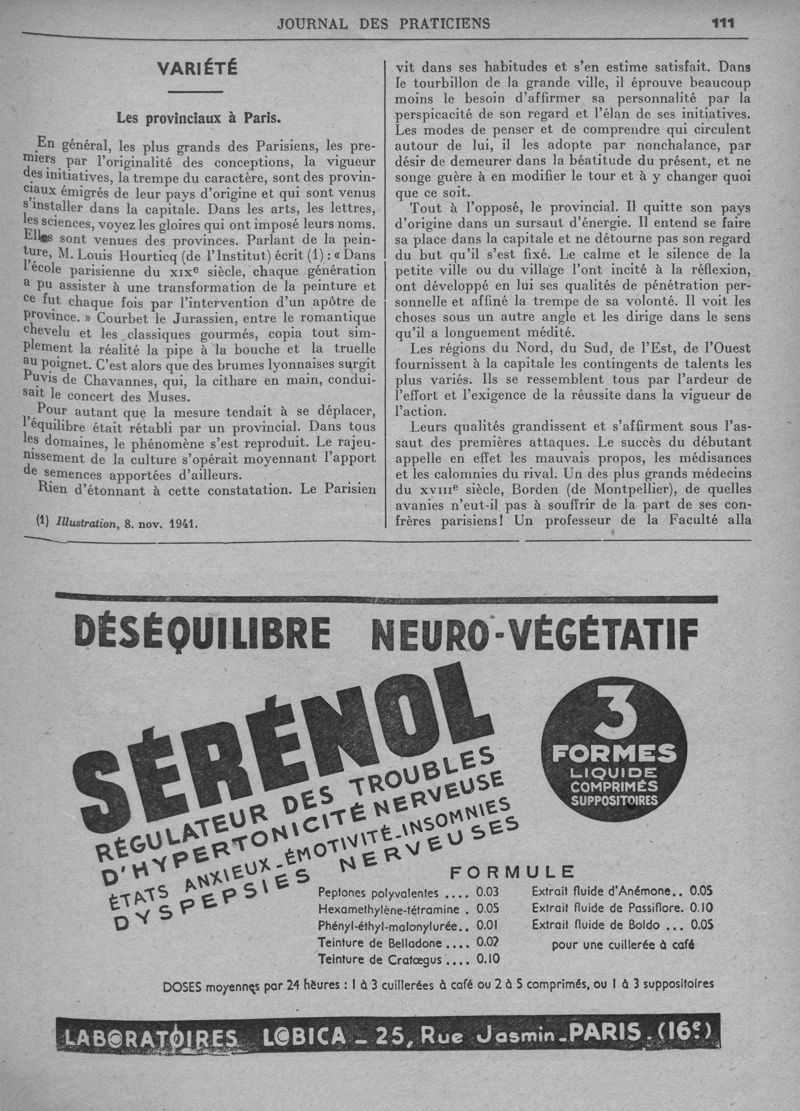 JOURNAL DES PRATICIENS
111
VARIÉTÉ
Les provinciaux à Paris.
En général, les plus grands des Parisiens, les pre-
miers par l'originalité des conceptions, la vigueur
des initiatives, la trempe du caractère, sont des provin-
ciaux émigrés de leur pays d'origine et qui sont venus
s'installer dans la capitale. Dans les arts, les lettres,
les sciences, voyez les gloires qui ont imposé leurs noms.
Elles sont venues des provinces. Parlant de la pein-
ture, M. Louis Hourticq (de l'Institut) écrit (1) : « Dans
l'école parisienne du XIXe siècle, chaque génération
a pu assister à une transformation de la peinture et
ce fut chaque fois par l'intervention d'un apôtre de
province. » Courbet le Jurassien, entre le romantique
chevelu et les classiques gourmés, copia tout sim-
plement la réalité la pipe à la bouche et la truelle
au poignet. C'est alors que des brumes lyonnaises surgit
Puvis de Chavannes, qui, la cithare en main, condui-
sait le concert des Muses.
Pour autant que la mesure tendait à se déplacer,
l'équilibre était rétabli par un provincial. Dans tous
les domaines, le phénomène s'est reproduit. Le rajeu-
nissement de la culture s'opérait moyennant l'apport
de semences apportées d'ailleurs.
Rien d'étonnant à cette constatation. Le Parisien
(1) Illustration, 8. nov. 1941.
vit dans ses habitudes et s'en estime satisfait. Dans
le tourbillon de la grande ville, il éprouve beaucoup
moins le besoin d'affirmer sa personnalité par la
perspicacité de son regard et l'élan de ses initiatives.
Les modes de penser et de comprendre qui circulent
autour de lui, il les adopte par nonchalance, par
désir de demeurer dans la béatitude du présent, et ne
songe guère à en modifier le tour et à y changer quoi
que ce soit.
Tout à l'opposé, le provincial. Il quitte son pays
d'origine dans un sursaut d'énergie. Il entend se faire
sa place dans la capitale et ne détourne pas son regard
du but qu'il s'est fixé. Le calme et le silence de la
petite ville ou du village l'ont incité à la réflexion,
ont développé en lui ses qualités de pénétration per-
sonnelle et affiné la trempe de sa volonté. Il voit les
choses sous un autre angle et les dirige dans le sens
qu'il a longuement médité.
Les régions du Nord, du Sud, de l'Est, de l'Ouest
fournissent à la capitale les contingents de talents les
plus variés. Ils se ressemblent tous par l'ardeur de
l'effort et l'exigence de la réussite dans la vigueur de
l'action.
Leurs qualités grandissent et s'affirment sous l'as-
saut des premières attaques. Le succès du débutant
appelle en effet les mauvais propos, les médisances
et les calomnies du rival. Un des plus grands médecins
du XVIIIe siècle, Borden (de Montpellier), de quelles
avanies n'eut-il pas à souffrir de la part de ses con-
frères parisiens! Un professeur de la Faculté alla
DÉSÉQUILIBRE NEURO-VÉGÉTATIF
SÉRÉNOL
RÉGULATEUR DES TROUBLES
D'HYPERTONICITÉ NERVEUSE
ÉTATS ANXIEUX-ÉMOTIVITÉ-INSOMNIES
DYSPEPSIES NERVEUSES
3
FORMES
LIQUIDE
COMPRIMÉS
SUPPOSITOIRES
FORMULE
Peptones polyvalentes .... 0.03
Hexamethylène-tétramine . 0.05
Phényl-éthyl-malonylurée.. 0.01
Teinture de Belladone .... 0.02
Teinture de Cratœgus .... 0.10
Extrait fluide d'Anémone.. 0.05
Extrait fluide de Passiflore. 0.10
Extrait fluide de Boldo ... 0.05
pour une cuillerée à café
DOSES moyennes par 24 heures : 1 à 3 cuillerées à café ou 2 à 5 comprimés, ou 1 à 3 suppositoires
LABORATOIRES LOBICA - 25, Rue Jasmin - PARIS. (16e)